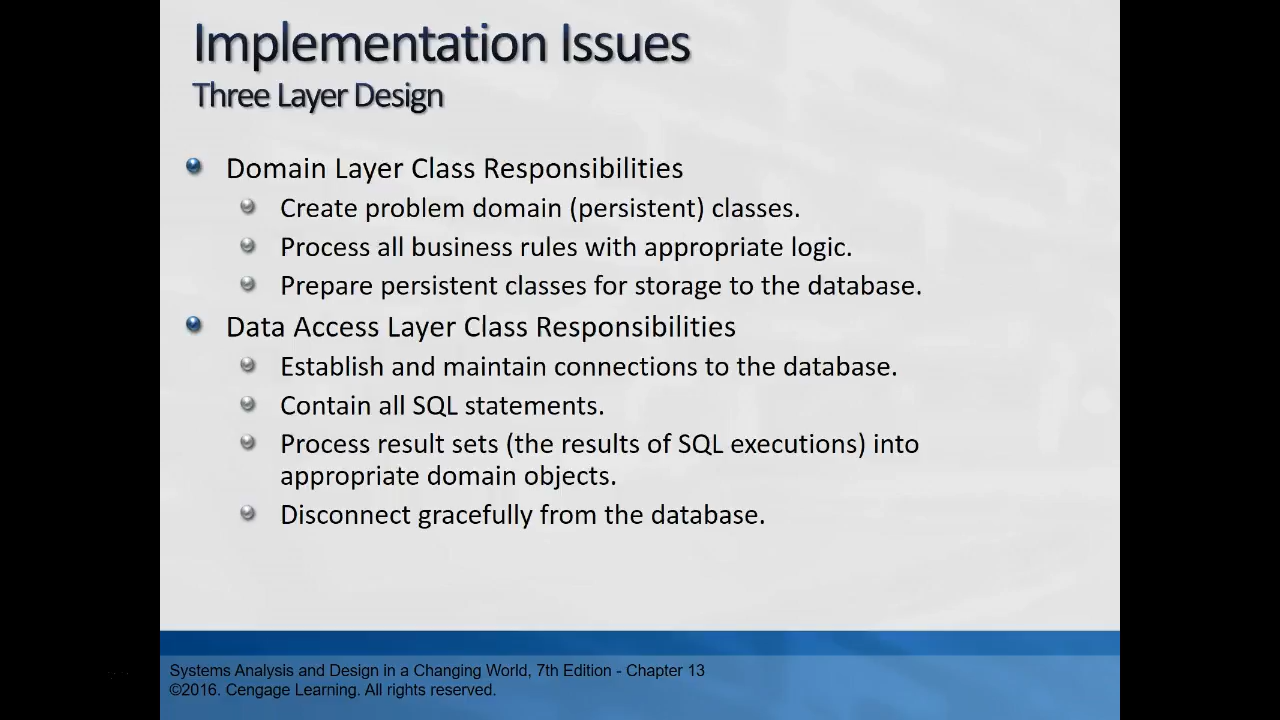 Implementation Issues
Three Layer Design
Domain Layer Class Responsibilities
Create problem domain (persistent) classes.
Process all business rules with appropriate logic.
Prepare persistent classes for storage to the database.
Data Access Layer Class Responsibilities
Establish and maintain connections to the database.
Contain all SQL statements.
Process result sets (the results of SQL executions) into
appropriate domain objects.
Disconnect gracefully from the database.
Systems Analysis and Design in a Changing World, 7th Edition - Chapter 13
©2016. Cengage Learning. All rights reserved.